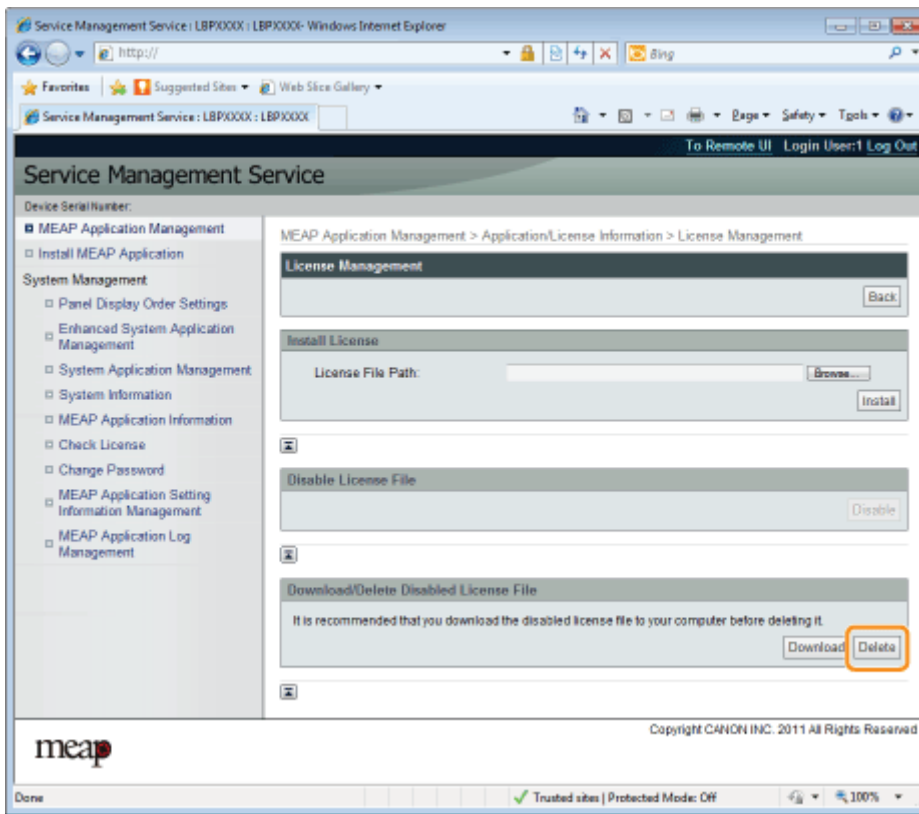 Service Management Service : LBPXXXX : LBPXXXX- Windows Internet Explorer
http://
Bing
Favorites Suggested Sites Web Slice Gallery
Service Management Service : LBPXXXX : LBPXXXX
Page Safety Tools
To Remote UI Login User:1 Log Out
Service Management Service
Device Serial Number:
MEAP Application Management
Install MEAP Application
System Management
Panel Display Order Settings
Enhanced System Application
Management
System Application Management
System Information
MEAP Application Information
Check License
Change Password
MEAP Application Setting
Information Management
MEAP Application Log
Management
MEAP Application Management > Application/License Information > License Management
License Management
Back
Install License
License File Path:
Browse...
Install
Disable License File
Disable
Download/Delete Disabled License File
It is recommended that you download the disabled license file to your computer before deleting it.
Download Delete
Copyright CANON INC. 2011 All Rights Reserved
meap
Done
Trusted sites | Protected Mode: Off
100%